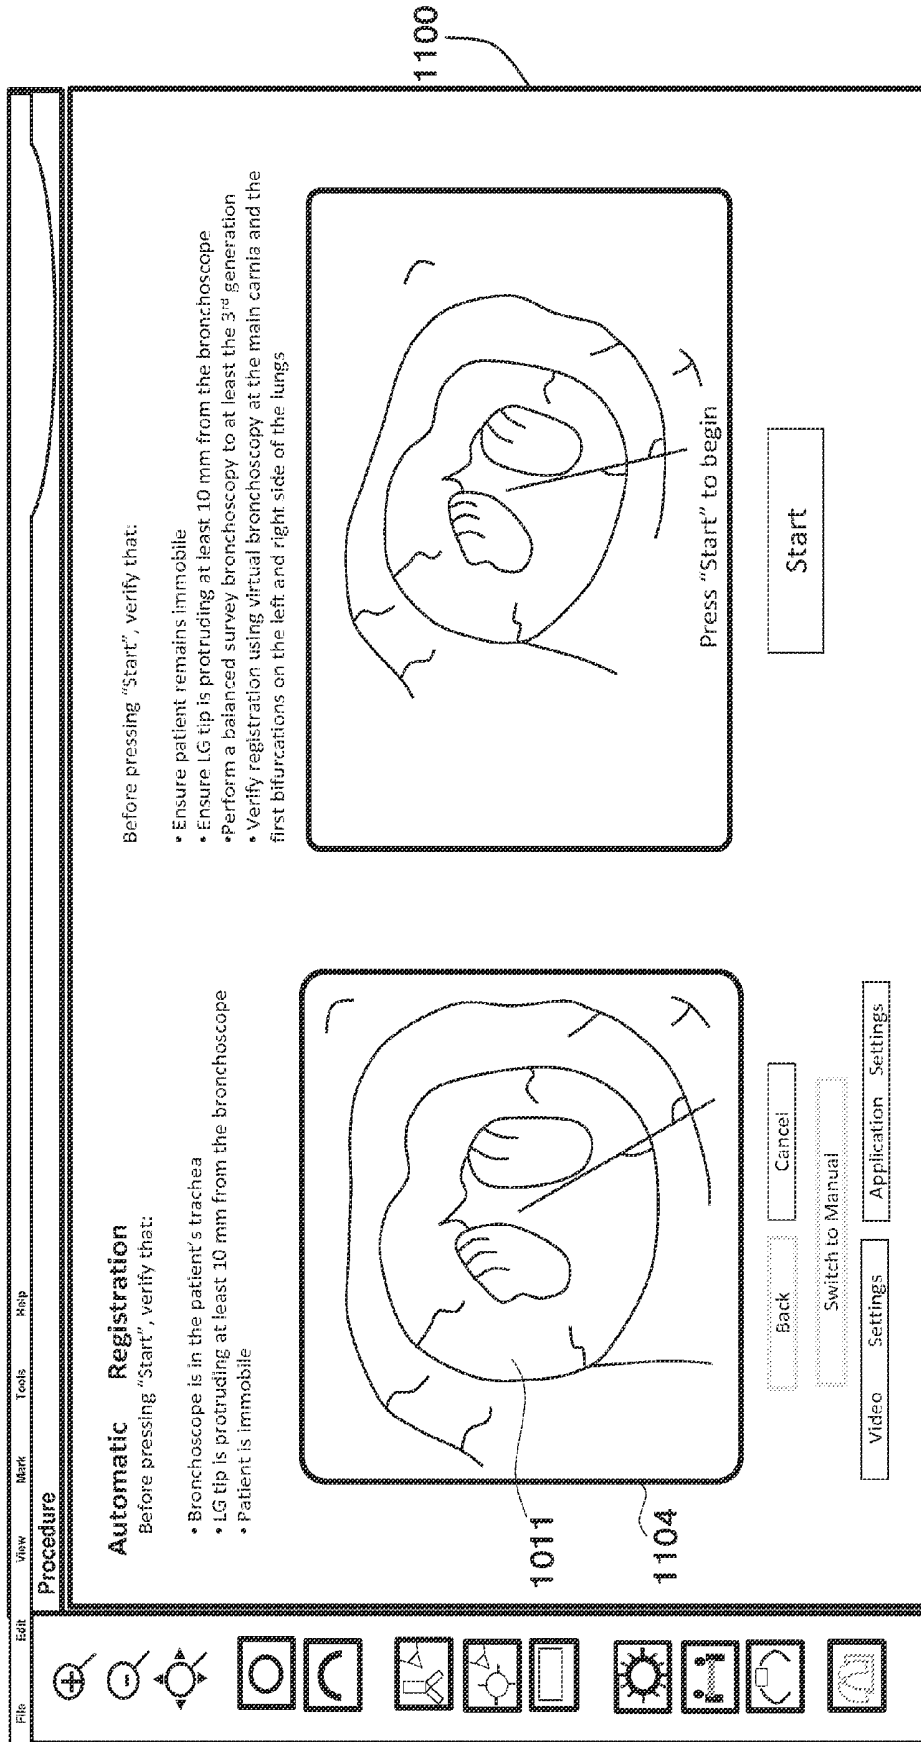 File Edit View Mark Tools Help
Procedure
Automatic Registration
Before pressing "Start", verify that:
• Bronchoscope is in the patient's trachea
• LG tip is protruding at least 10 mm from the bronchoscope
• Patient is immobile
1011
1104
Back Cancel
Switch to Manual
Video Settings Application Settings
Before pressing "Start", verify that:
• Ensure patient remains immobile
• Ensure LG tip is protruding at least 10 mm from the bronchoscope
•Perform a balanced survey bronchoscopy to at least the 3rd generation
• Verify registration using virtual bronchoscopy at the main carnia and the
first bifurcations on the left and right side of the lungs
Press "Start" to begin
Start
1100